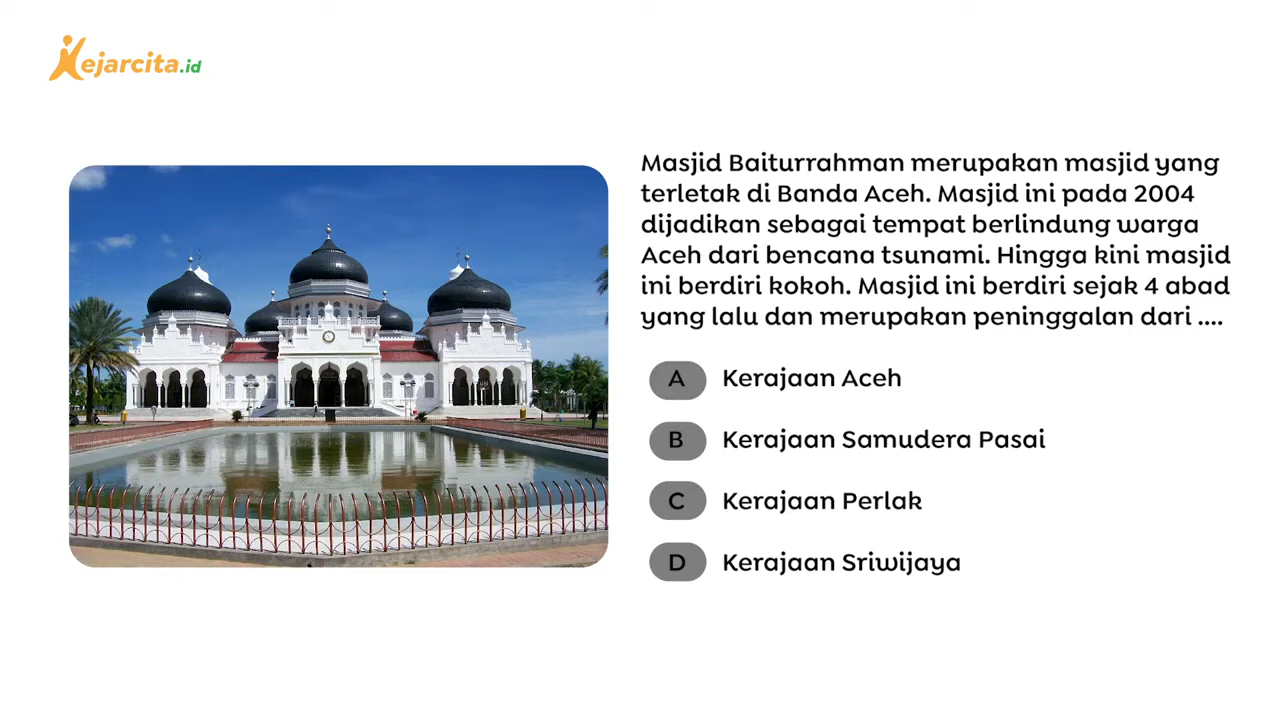 Kejarcita.id
Masjid Baiturrahman merupakan masjid yang
terletak di Banda Aceh. Masjid ini pada 2004
dijadikan sebagai tempat berlindung warga
Aceh dari bencana tsunami. Hingga kini masjid
ini berdiri kokoh. Masjid ini berdiri sejak 4 abad
yang lalu dan merupakan peninggalan dari ....
A Kerajaan Aceh
B Kerajaan Samudera Pasai
C Kerajaan Perlak
D Kerajaan Sriwijaya